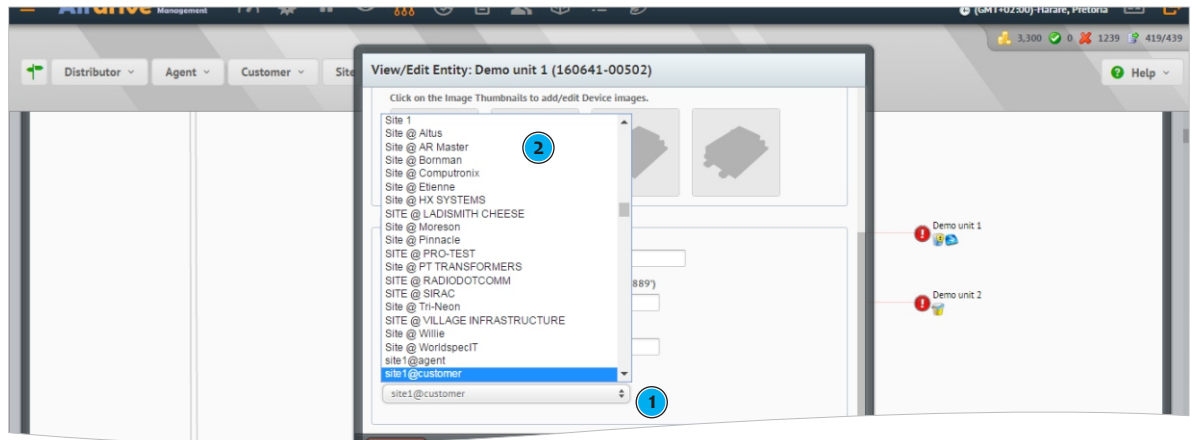 Airdrive Management
(GMT+02:00)-Harare, Pretoria
3,300 0 1239 419/439
Distributor Agent Customer Site
Help
View/Edit Entity: Demo unit 1 (160641-00502)
Click on the Image Thumbnails to add/edit Device images.
Site 1
Site @ Altus
Site @ AR Master
2
Site @ Bornman
Site @ Computronix
Site @ Etienne
Site @ HX SYSTEMS
SITE @ LADISMITH CHEESE
Site @ Moreson
Site @ Pinnacle
SITE @ PRO-TEST
Site @ PT TRANSFORMERS
SITE @ RADIODOTCOMM
SITE @ SIRAC
Site @ Tri-Neon
SITE @ VILLAGE INFRASTRUCTURE
Site @ Willie
Site @ WorldspecIT
site1@agent
site1@customer
889')
site1@customer
1
Demo unit 1
Demo unit 2